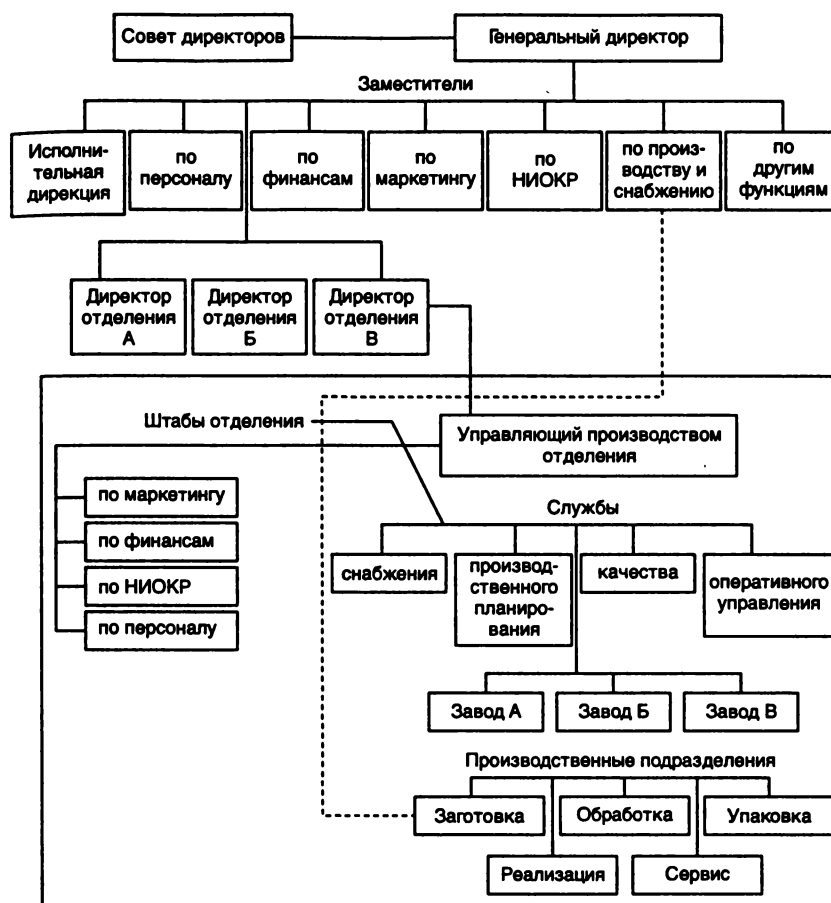 Совет директоров
Генеральный директор
Заместители
Исполни-
тельная
дирекция
по
персоналу
по
финансам
по
маркетингу
по
НИОКР
по произ-
водству и
снабжению
по
другим
функциям
Директор
отделения
А
Директор
отделения
Б
Директор
отделения
В
Штабы отделения
Управляющий производством
отделения
по маркетингу
по финансам
по НИОКР
по персоналу
Службы
снабжения
производ-
ственного
планиро-
вания
качества
оперативного
управления
Завод А
Завод Б
Завод В
Производственные подразделения
Заготовка
Обработка
Упаковка
Реализация
Сервис